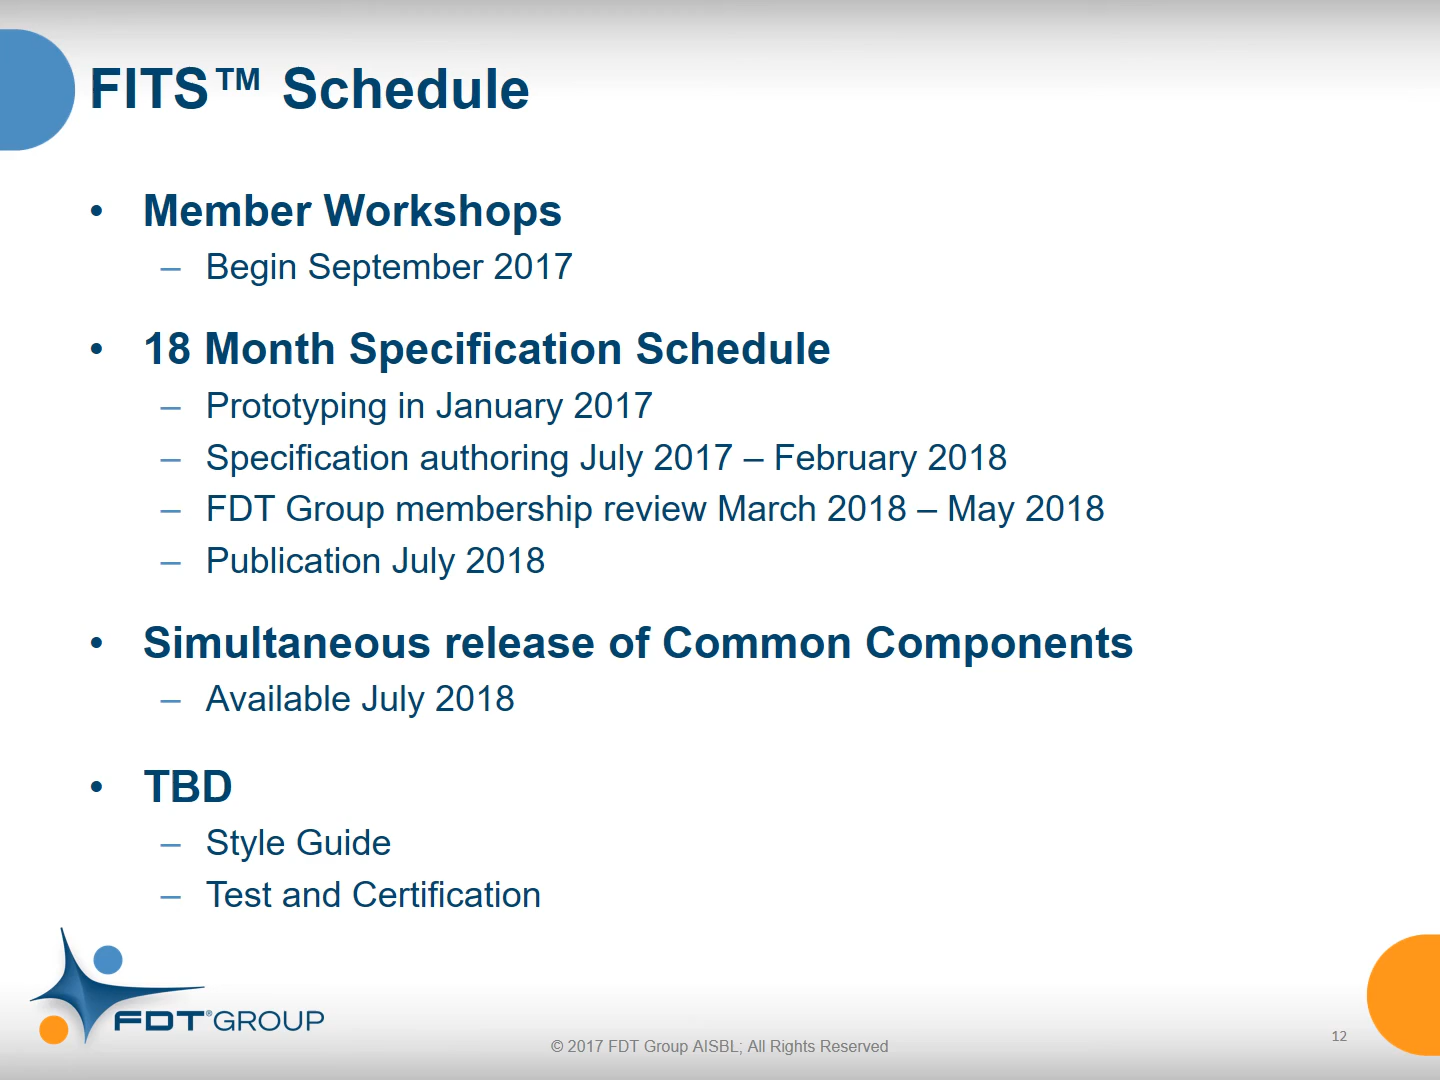 FITS™ Schedule
• Member Workshops
– Begin September 2017
• 18 Month Specification Schedule
– Prototyping in January 2017
– Specification authoring July 2017 – February 2018
– FDT Group membership review March 2018 – May 2018
– Publication July 2018
• Simultaneous release of Common Components
– Available July 2018
• TBD
– Style Guide
– Test and Certification
FDT®GROUP
© 2017 FDT Group AISBL; All Rights Reserved
12